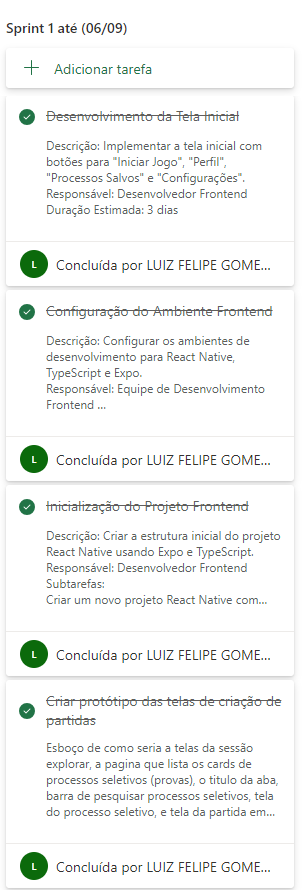 Sprint 1 até (06/09)
Adicionar tarefa
Desenvolvimento da Tela Inicial
Descrição: Implementar a tela inicial com
botões para "Iniciar Jogo", "Perfil",
"Processos Salvos" e "Configurações".
Responsável: Desenvolvedor Frontend
Duração Estimada: 3 dias
L Concluída por LUIZ FELIPE GOME...
Configuração do Ambiente Frontend
Descrição: Configurar os ambientes de
desenvolvimento para React Native,
TypeScript e Expo.
Responsável: Equipe de Desenvolvimento
Frontend ...
L Concluída por LUIZ FELIPE GOME...
Inicialização do Projeto Frontend
Descrição: Criar a estrutura inicial do projeto
React Native usando Expo e TypeScript.
Responsável: Desenvolvedor Frontend
Subtarefas:
Criar um novo projeto React Native com...
L Concluída por LUIZ FELIPE GOME...
Criar protótipo das telas de criação de
partidas
Esboço de como seria a telas da sessão
explorar, a pagina que lista os cards de
processos seletivos (provas), o titulo da aba,
barra de pesquisar processos seletivos, tela
do processo seletivo, e tela da partida em...
L Concluída por LUIZ FELIPE GOME...